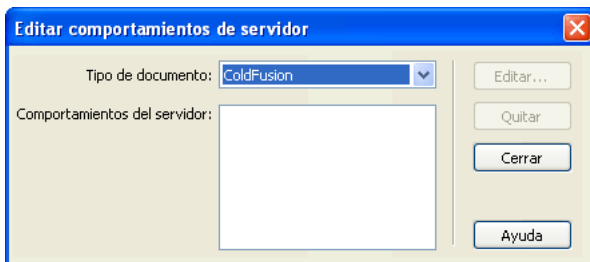 Editar comportamientos de servidor
Tipo de documento: ColdFusion
Editar...
Comportamientos del servidor:
Quitar
Cerrar
Ayuda